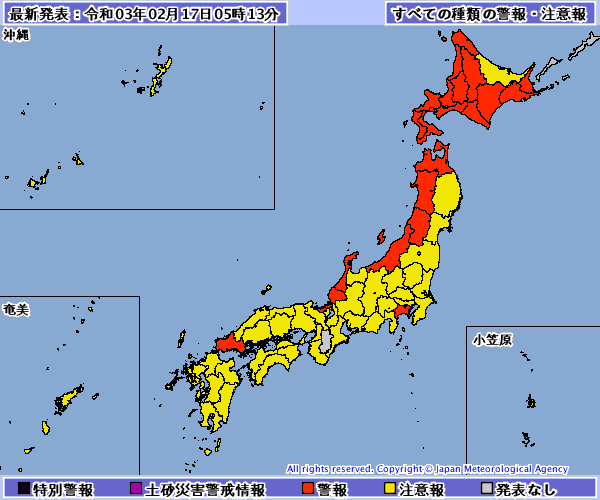 最新発表：令和03年02月17日05時13分
すべての種類の警報・注意報
沖縄
奄美
小笠原
All rights reserved. Copyright © Japan Meteorological Agency
特別警報 土砂災害警戒情報 警報 注意報 発表なし